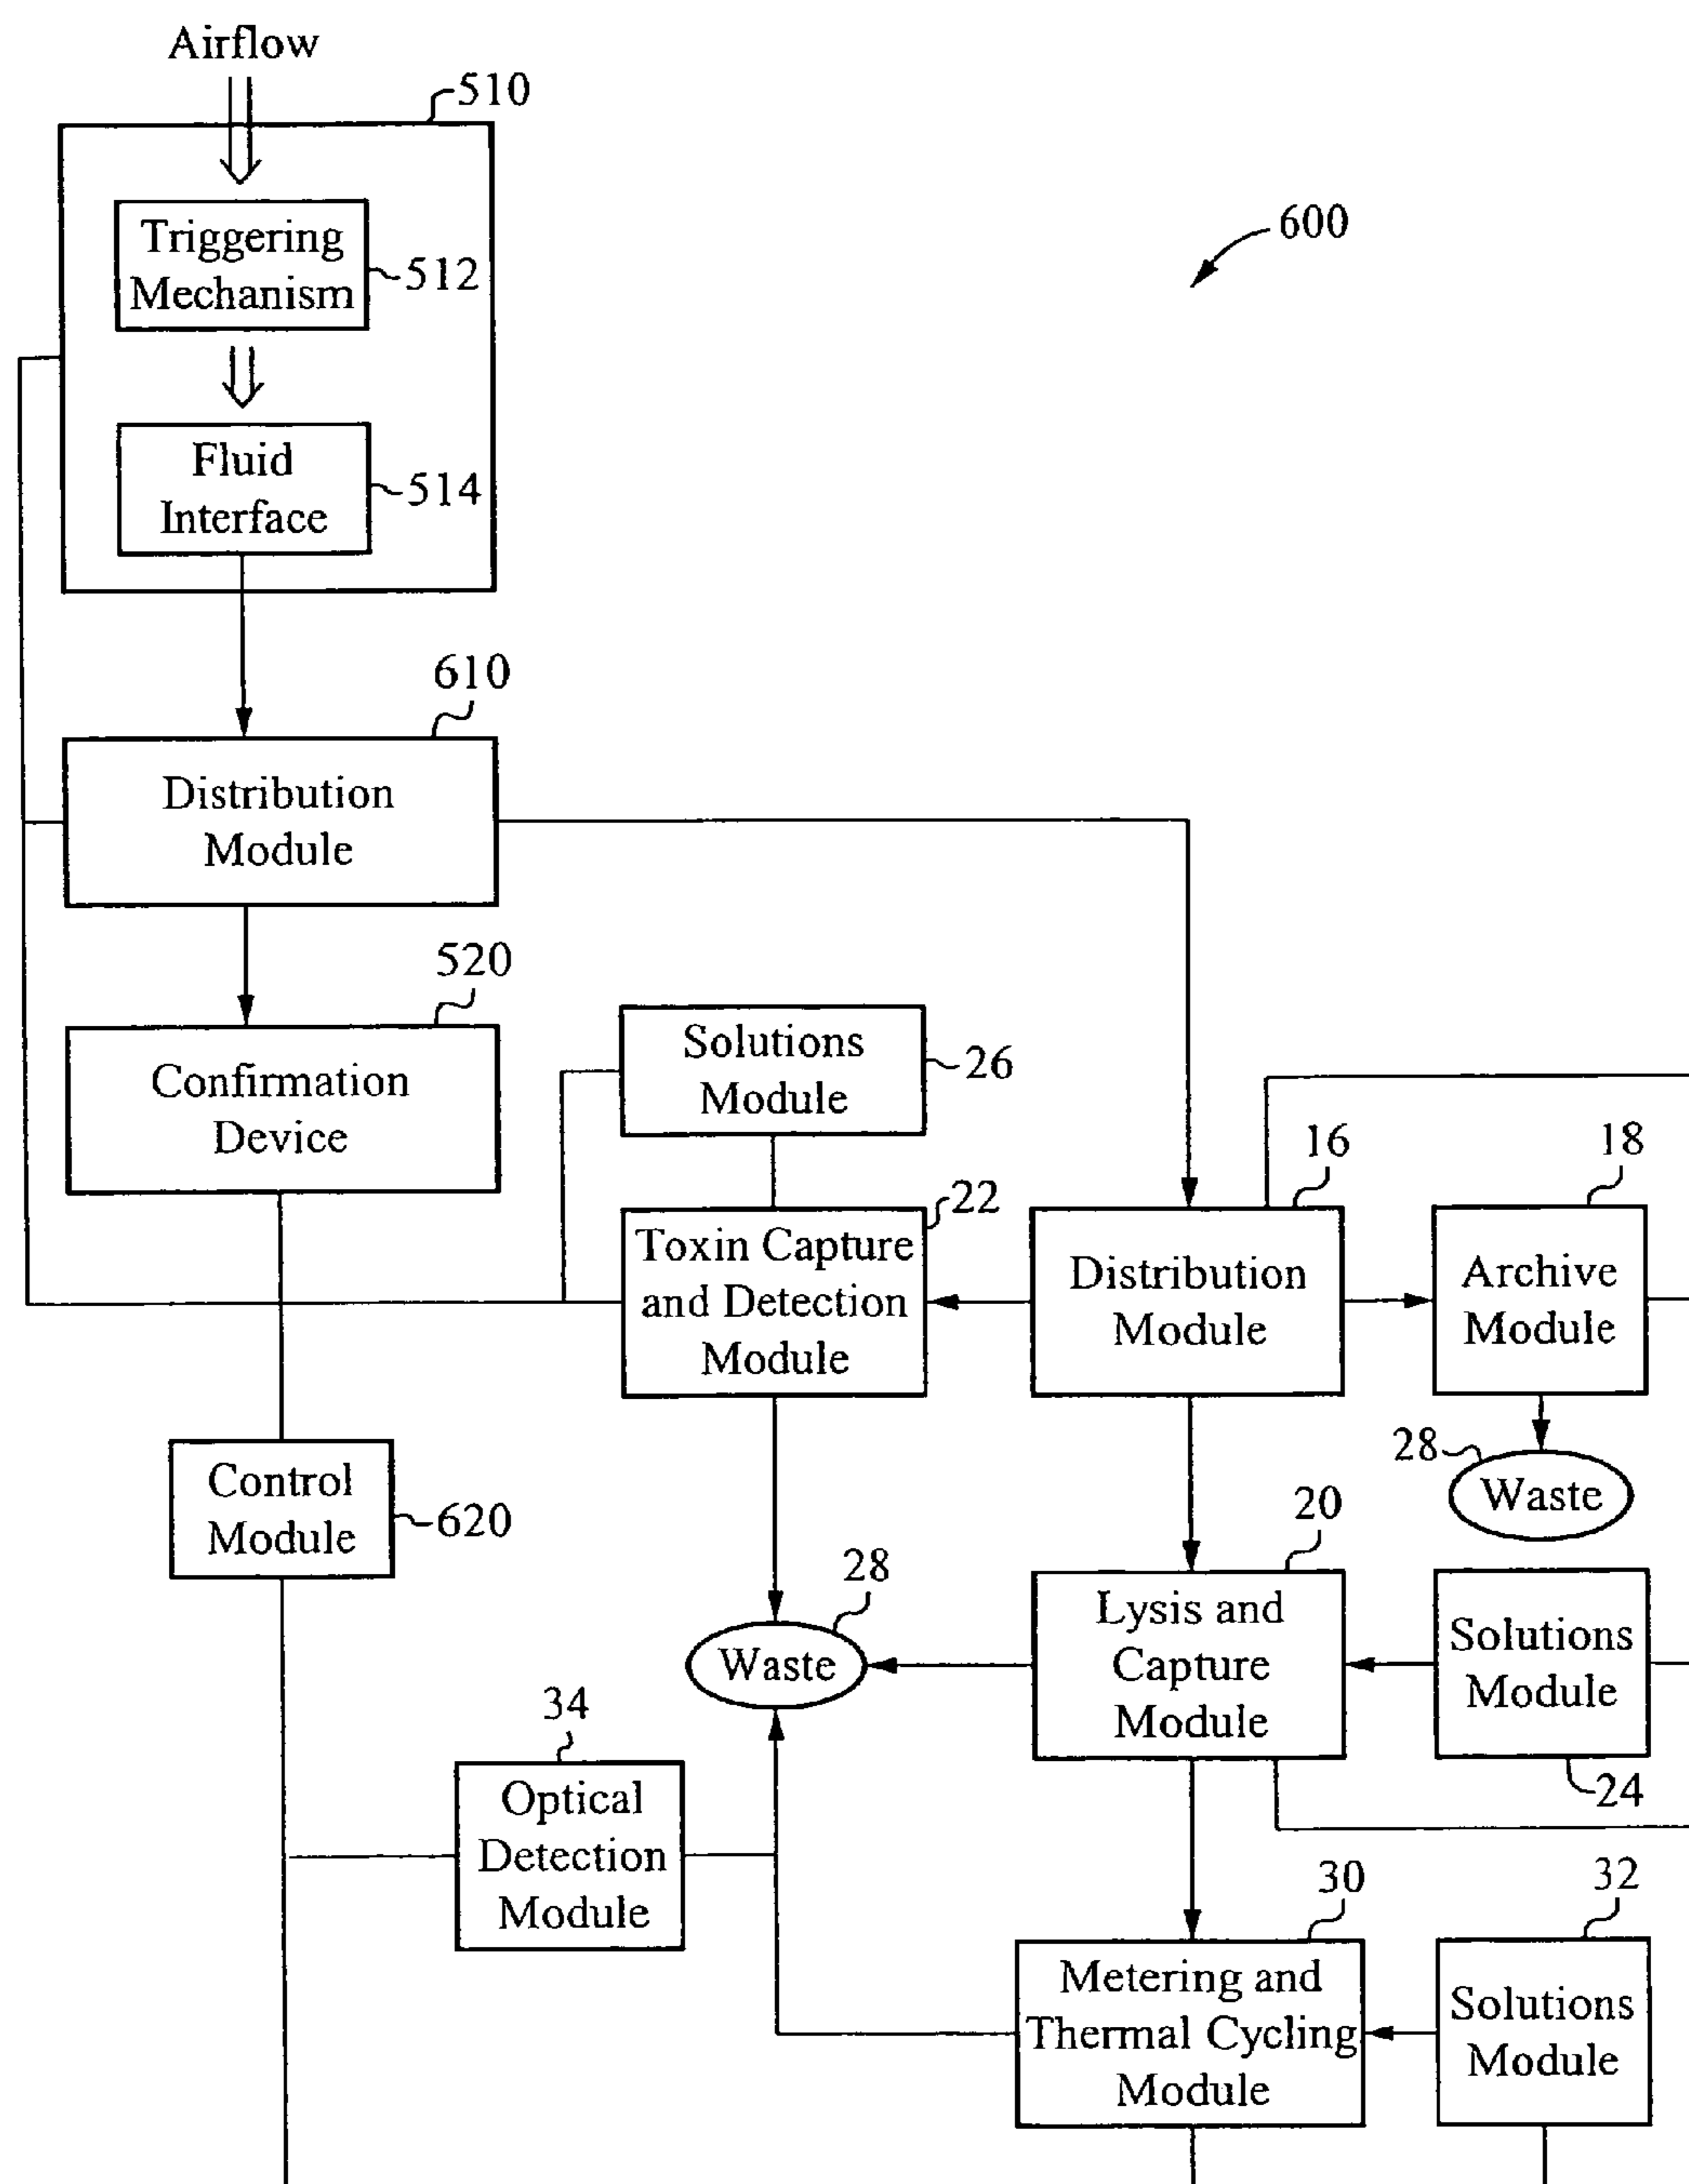 Airflow
510
600
Triggering
Mechanism
512
Fluid
Interface
514
610
Distribution
Module
520
Confirmation
Device
Solutions
Module
26
16
18
22
Toxin Capture
and Detection
Module
Distribution
Module
Archive
Module
28
Waste
Control
Module
620
20
28
Waste
Lysis and
Capture
Module
Solutions
Module
24
34
Optical
Detection
Module
30
32
Metering and
Thermal Cycling
Module
Solutions
Module